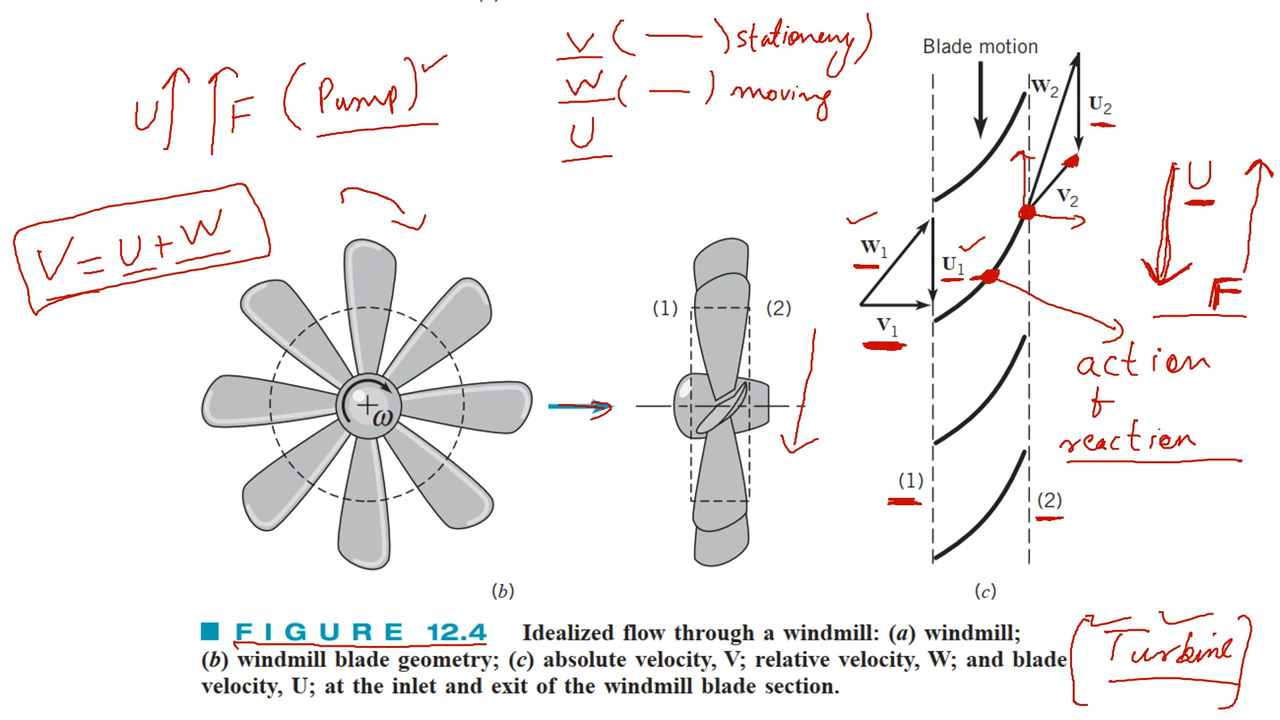 V ( — ) stationery)
W ( — ) moving
U
U F (Pump)
V = U + W
Blade motion
W2
U2
V2
W1
U1
V1
U
F
action
&
reaction
(1)
(2)
ω
(1)
(2)
(b)
(c)
FIGURE 12.4 Idealized flow through a windmill: (a) windmill;
(b) windmill blade geometry; (c) absolute velocity, V; relative velocity, W; and blade
velocity, U; at the inlet and exit of the windmill blade section.
(Turbine)